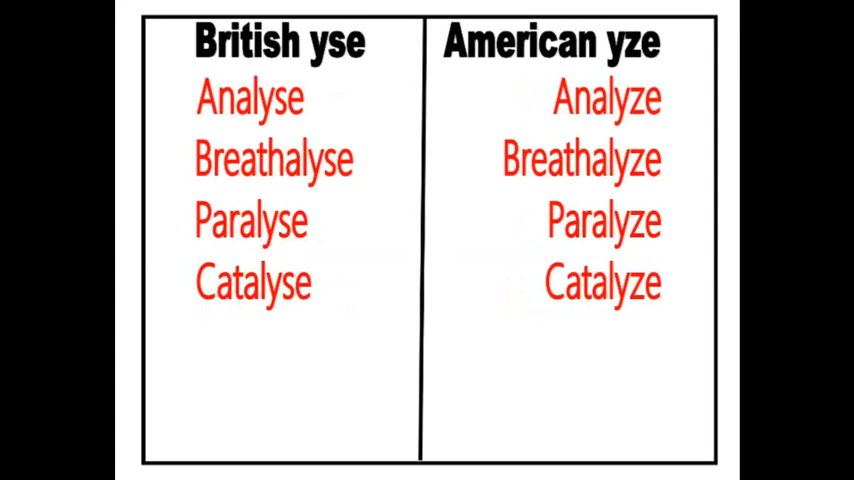 British yse American yze
Analyse Analyze
Breathalyse Breathalyze
Paralyse Paralyze
Catalyse Catalyze